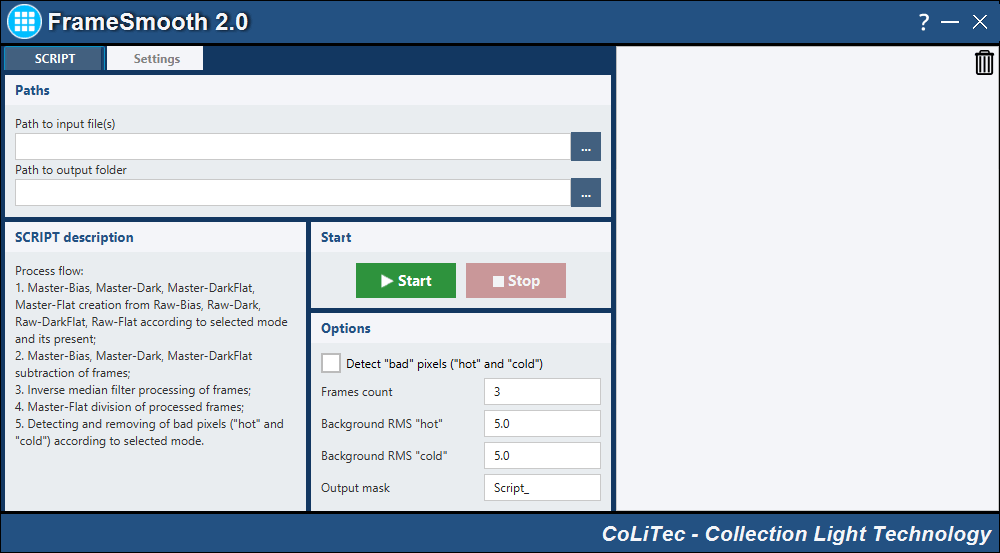 FrameSmooth 2.0
?
SCRIPT
Settings
Paths
Path to input file(s)
...
Path to output folder
...
SCRIPT description
Process flow:
1. Master-Bias, Master-Dark, Master-DarkFlat,
Master-Flat creation from Raw-Bias, Raw-Dark,
Raw-DarkFlat, Raw-Flat according to selected mode
and its present;
2. Master-Bias, Master-Dark, Master-DarkFlat
subtraction of frames;
3. Inverse median filter processing of frames;
4. Master-Flat division of processed frames;
5. Detecting and removing of bad pixels ("hot" and
"cold") according to selected mode.
Start
Start
Stop
Options
Detect "bad" pixels ("hot" and "cold")
Frames count 3
Background RMS "hot" 5.0
Background RMS "cold" 5.0
Output mask Script_
CoLiTec - Collection Light Technology